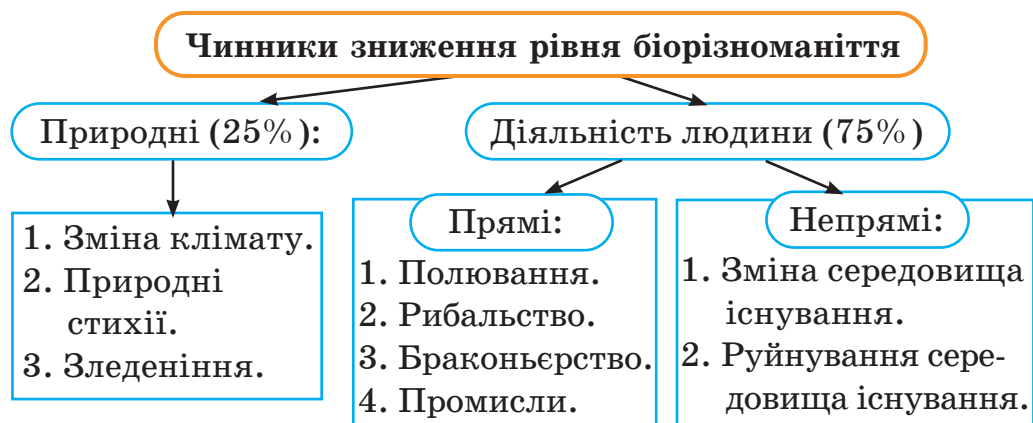 Чинники зниження рівня біорізноманіття
Природні (25%):
1. Зміна клімату.
2. Природні
стихії.
3. Зледеніння.
Діяльність людини (75%)
Прямі:
1. Полювання.
2. Рибальство.
3. Браконьєрство.
4. Промисли.
Непрямі:
1. Зміна середовища
існування.
2. Руйнування сере-
довища існування.